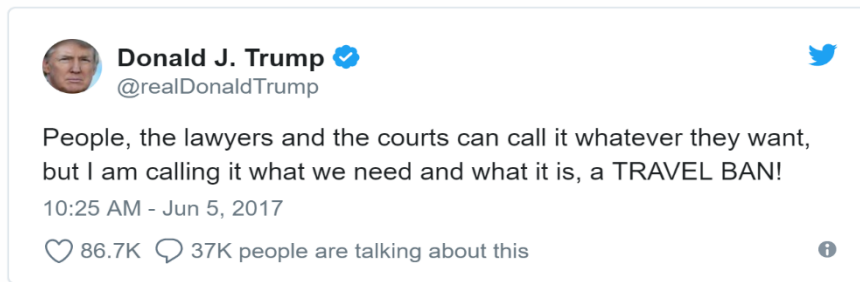 Donald J. Trump
@realDonaldTrump
People, the lawyers and the courts can call it whatever they want,
but I am calling it what we need and what it is, a TRAVEL BAN!
10:25 AM - Jun 5, 2017
86.7K 37K people are talking about this